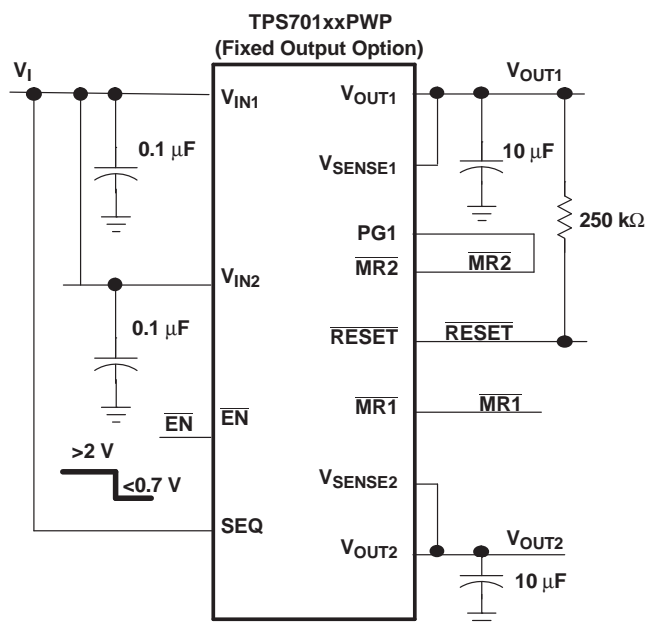 TPS701xxPWP
(Fixed Output Option)
VI
VIN1
VOUT1
VOUT1
0.1 μF
10 μF
VSENSE1
250 kΩ
PG1
MR2
MR2
VIN2
0.1 μF
RESET
RESET
EN
EN
MR1
MR1
>2 V
<0.7 V
VSENSE2
SEQ
VOUT2
VOUT2
10 μF